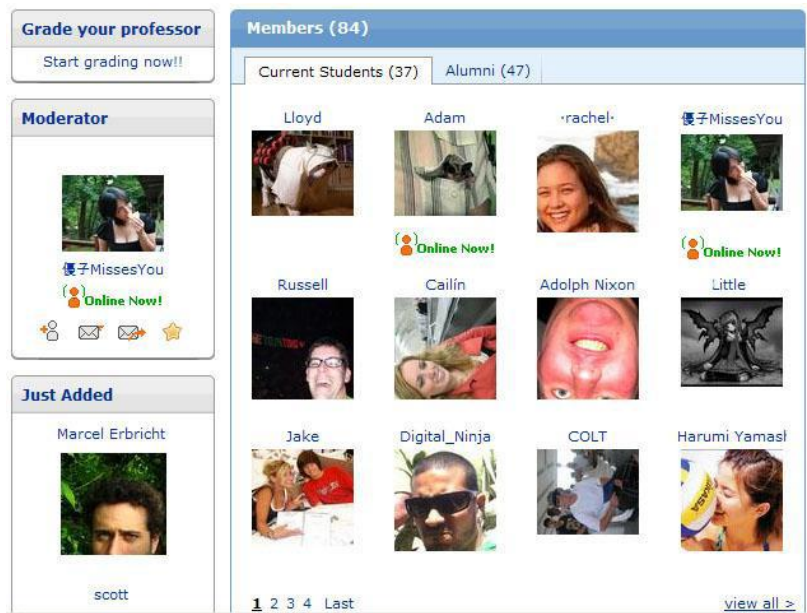 Grade your professor
Start grading now!!
Moderator
優子MissesYou
Online Now!
Just Added
Marcel Erbricht
scott
Members (84)
Current Students (37)
Alumni (47)
Lloyd
Adam
·rachel·
優子MissesYou
Online Now!
Online Now!
Russell
Cailín
Adolph Nixon
Little
Jake
Digital_Ninja
COLT
Harumi Yamash
1 2 3 4 Last
view all >